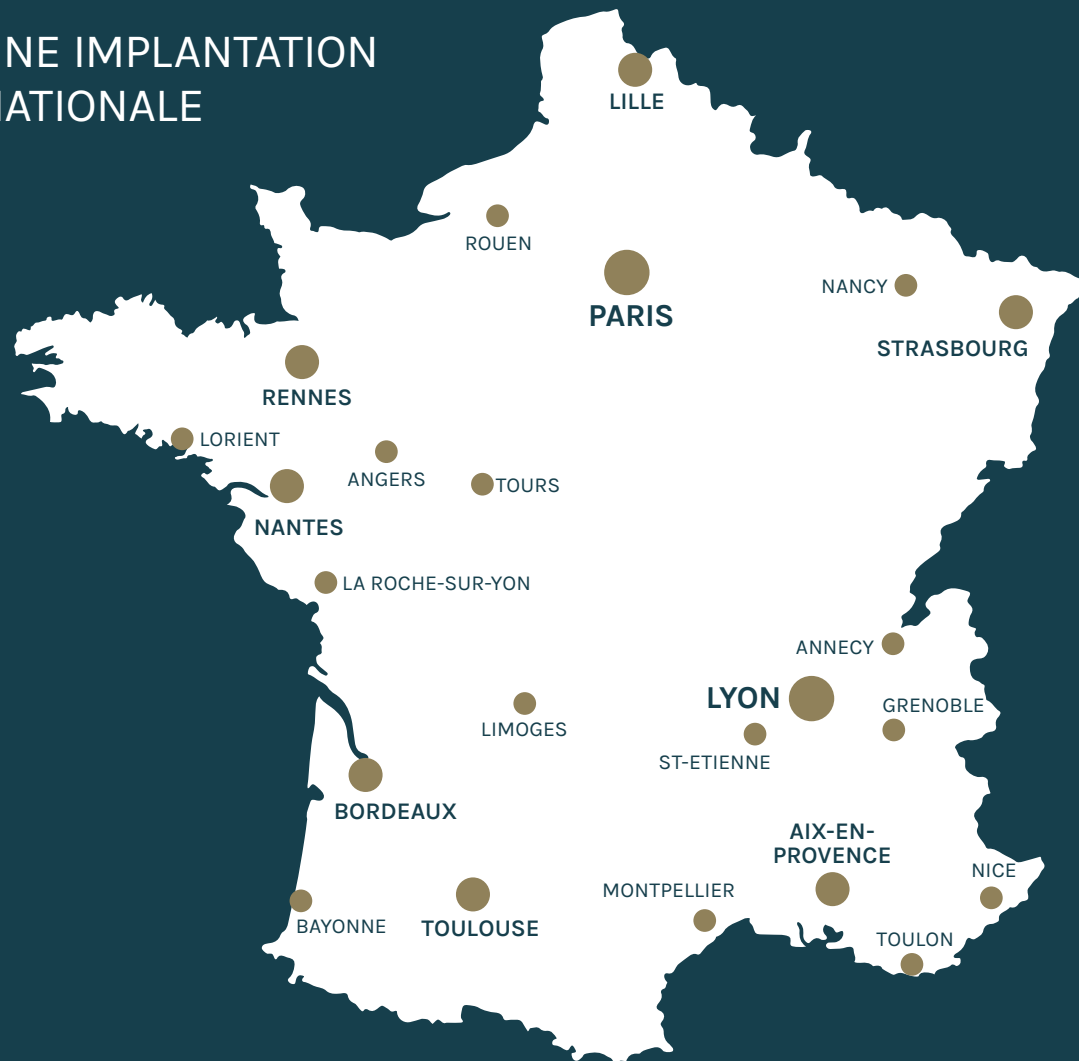 NE IMPLANTATION
NATIONALE
LILLE
ROUEN
PARIS
NANCY
STRASBOURG
RENNES
LORIENT
ANGERS
TOURS
NANTES
LA ROCHE-SUR-YON
ANNECY
LYON
GRENOBLE
LIMOGES
ST-ETIENNE
BORDEAUX
AIX-EN-
PROVENCE
NICE
MONTPELLIER
BAYONNE
TOULOUSE
TOULON